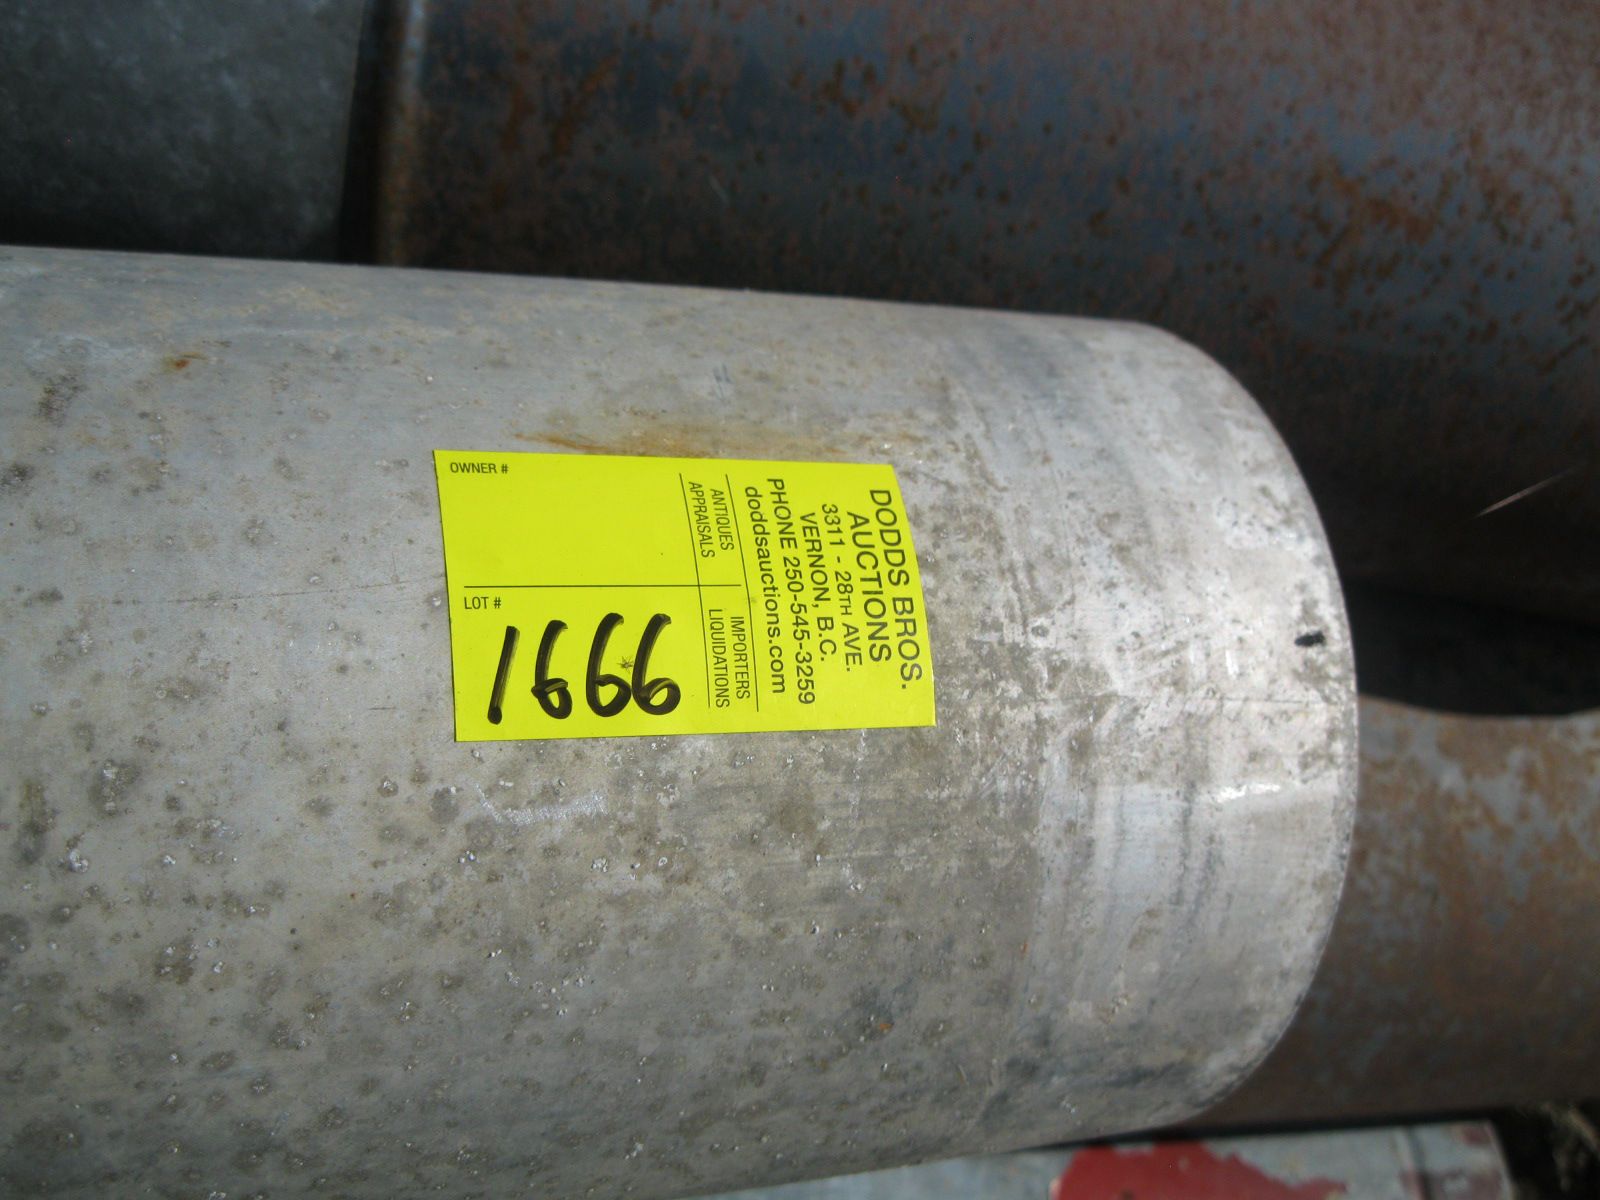 DODDS BROS.
AUCTIONS
3311 - 28TH AVE.
VERNON, B.C.
PHONE 250-545-3259
doddsauctions.com
ANTIQUES IMPORTERS
APPRAISALS LIQUIDATIONS
OWNER #
LOT #
1666